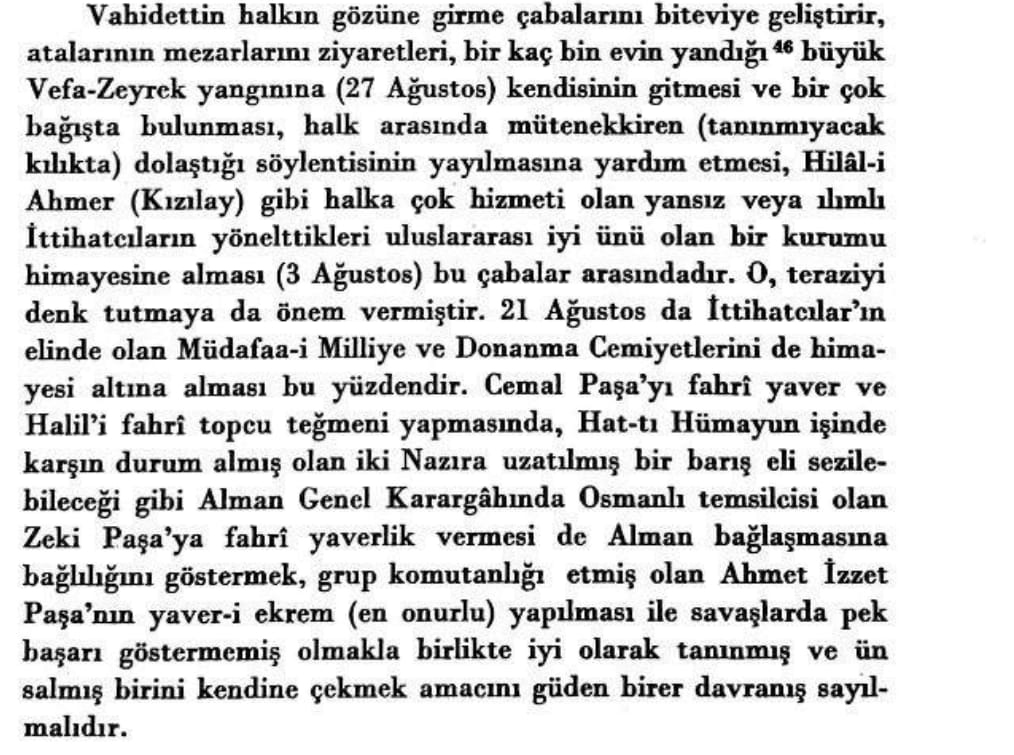 Vahidettin halkın gözüne girme çabalarını biteviye geliştirir,
atalarının mezarlarını ziyaretleri, bir kaç bin evin yandığı ⁴⁶ büyük
Vefa-Zeyrek yangınına (27 Ağustos) kendisinin gitmesi ve bir çok
bağışta bulunması, halk arasında mütenekkiren (tanınmıyacak
kılıkta) dolaştığı söylentisinin yayılmasına yardım etmesi, Hilâl-i
Ahmer (Kızılay) gibi halka çok hizmeti olan yansız veya ılımlı
İttihatcıların yönelttikleri uluslararası iyi ünü olan bir kurumu
himayesine alması (3 Ağustos) bu çabalar arasındadır. O, teraziyi
denk tutmaya da önem vermiştir. 21 Ağustos da İttihatcılar'ın
elinde olan Müdafaa-i Milliye ve Donanma Cemiyetlerini de hima-
yesi altına alması bu yüzdendir. Cemal Paşa'yı fahrî yaver ve
Halil'i fahrî topcu teğmeni yapmasında, Hat-tı Hümayun işinde
karşın durum almış olan iki Nazıra uzatılmış bir barış eli sezile-
bileceği gibi Alman Genel Karargâhında Osmanlı temsilcisi olan
Zeki Paşa'ya fahrî yaverlik vermesi de Alman bağlaşmasına
bağlılığını göstermek, grup komutanlığı etmiş olan Ahmet İzzet
Paşa'nın yaver-i ekrem (en onurlu) yapılması ile savaşlarda pek
başarı göstermemiş olmakla birlikte iyi olarak tanınmış ve ün
salmış birini kendine çekmek amacını güden birer davranış sayıl-
malıdır.